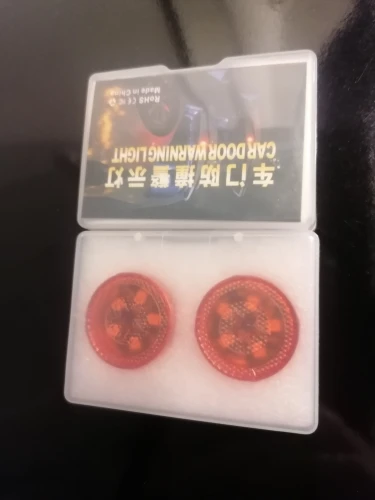 车门防撞警示灯
CAR DOOR WARNING LIGHT
RoHS CE
Made in China